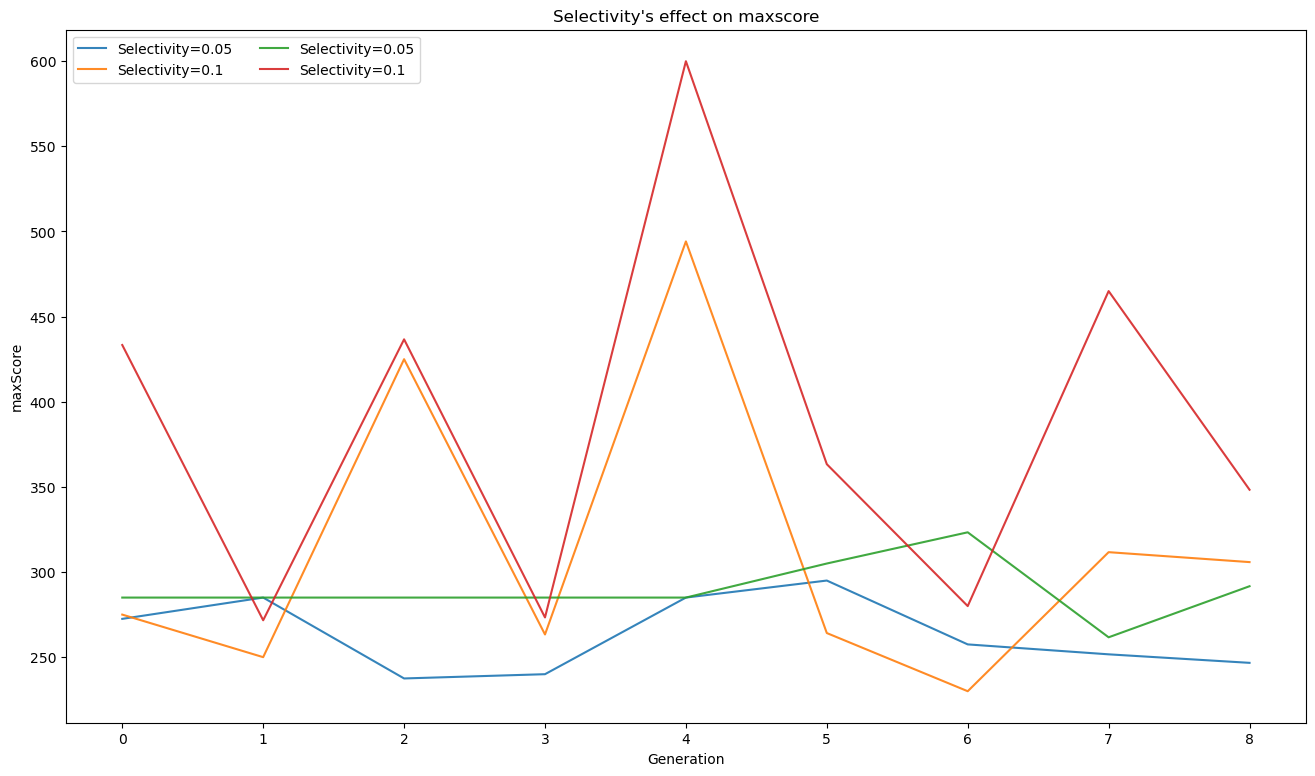 Selectivity's effect on maxscore
Selectivity=0.05 Selectivity=0.05
Selectivity=0.1 Selectivity=0.1
600
550
500
450
400
350
300
250
maxScore
0 1 2 3 4 5 6 7 8
Generation